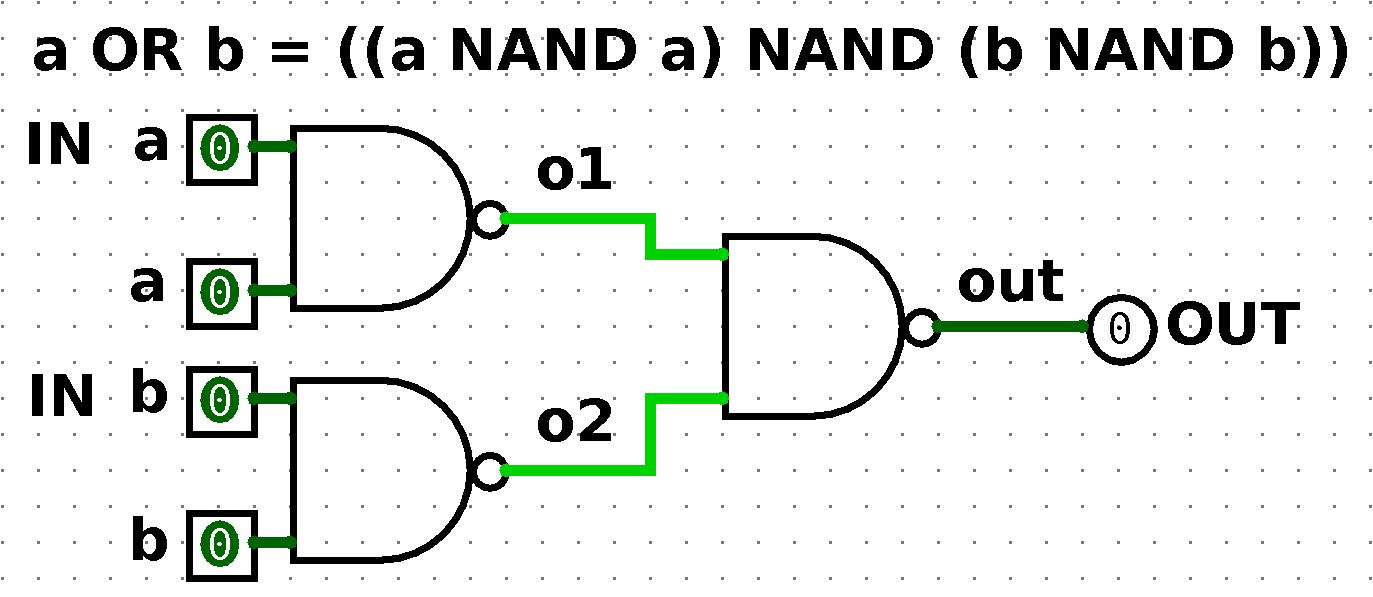 a OR b = ((a NAND a) NAND (b NAND b))
IN a 0
o1
a 0
out
0 OUT
IN b 0
o2
b 0